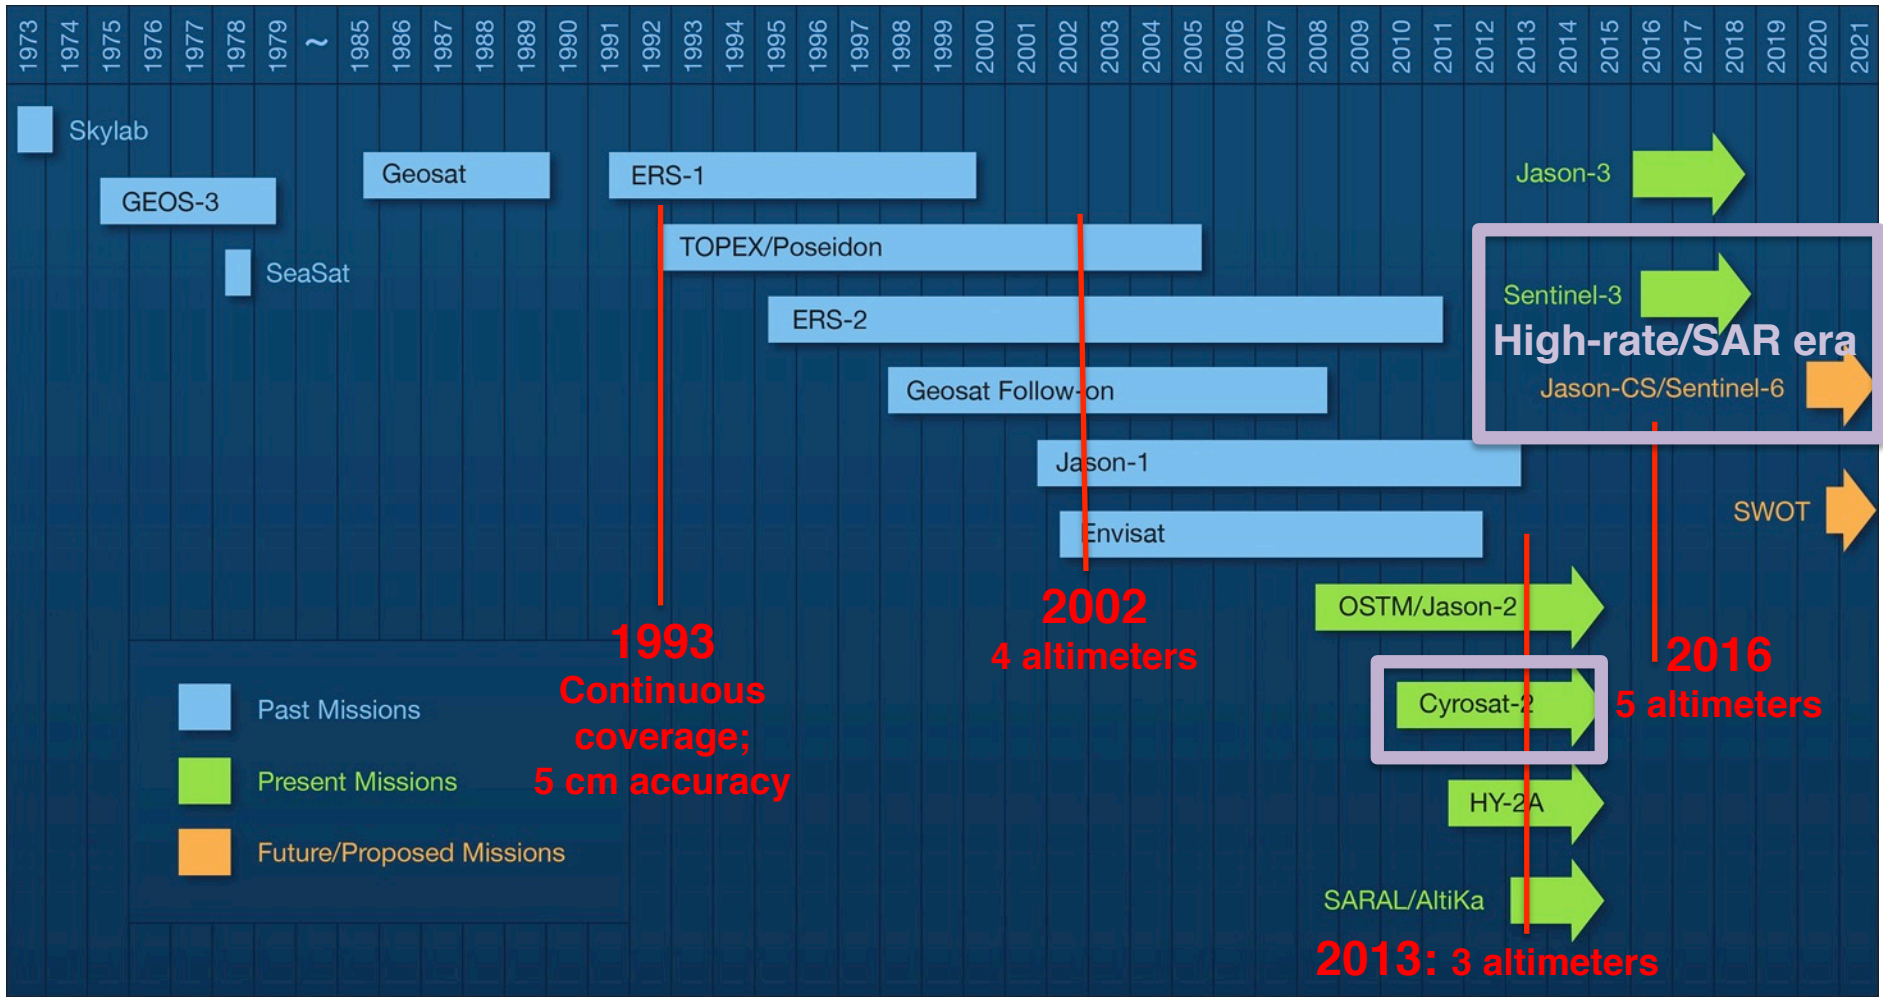 1973 1974 1975 1976 1977 1978 1979 ~ 1985 1986 1987 1988 1989 1990 1991 1992 1993 1994 1995 1996 1997 1998 1999 2000 2001 2002 2003 2004 2005 2006 2007 2008 2009 2010 2011 2012 2013 2014 2015 2016 2017 2018 2019 2020 2021
Skylab
GEOS-3
SeaSat
Geosat
ERS-1
TOPEX/Poseidon
ERS-2
Geosat Follow-on
Jason-1
Envisat
Jason-3
Sentinel-3
High-rate/SAR era
Jason-CS/Sentinel-6
SWOT
OSTM/Jason-2
Cyrosat-2
HY-2A
SARAL/AltiKa
1993
Continuous
coverage;
5 cm accuracy
2002
4 altimeters
2016
5 altimeters
2013: 3 altimeters
Past Missions
Present Missions
Future/Proposed Missions